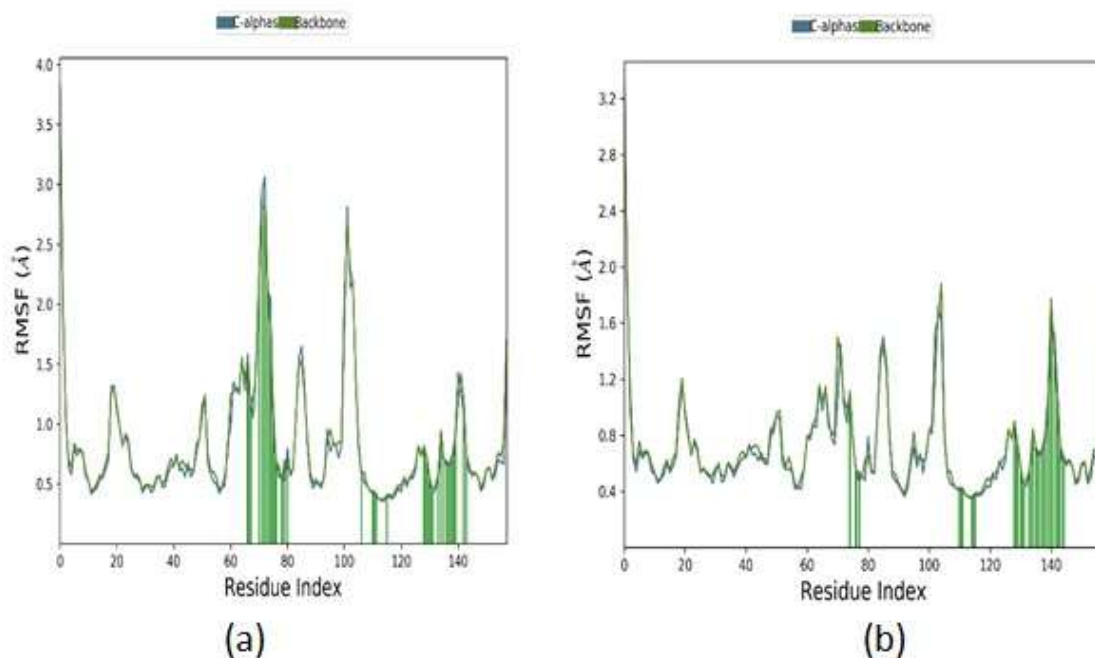 C-alphas Backbone
4.0
3.5
3.0
2.5
2.0
1.5
1.0
0.5
RMSF (Å)
0 20 40 60 80 100 120 140
Residue Index
(a)
C-alphas Backbone
3.2
2.8
2.4
2.0
1.6
1.2
0.8
0.4
RMSF (Å)
0 20 40 60 80 100 120 140
Residue Index
(b)